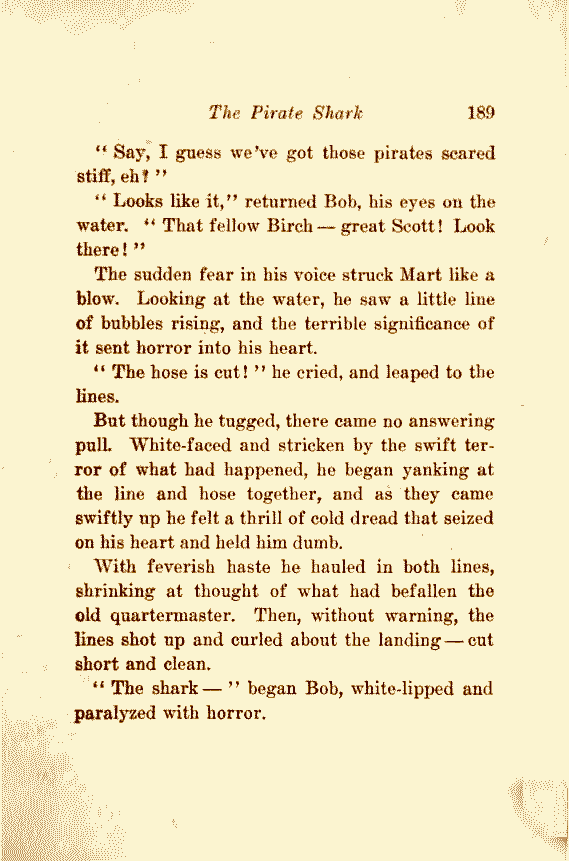 The Pirate Shark 189
“ Say, I guess we’ve got those pirates scared
stiff, eh? ”
“ Looks like it,” returned Bob, his eyes on the
water. “ That fellow Birch — great Scott! Look
there! ”
The sudden fear in his voice struck Mart like a
blow. Looking at the water, he saw a little line
of bubbles rising, and the terrible significance of
it sent horror into his heart.
“ The hose is cut! ” he cried, and leaped to the
lines.
But though he tugged, there came no answering
pull. White-faced and stricken by the swift ter-
ror of what had happened, he began yanking at
the line and hose together, and as they came
swiftly up he felt a thrill of cold dread that seized
on his heart and held him dumb.
With feverish haste he hauled in both lines,
shrinking at thought of what had befallen the
old quartermaster. Then, without warning, the
lines shot up and curled about the landing — cut
short and clean.
“ The shark — ” began Bob, white-lipped and
paralyzed with horror.